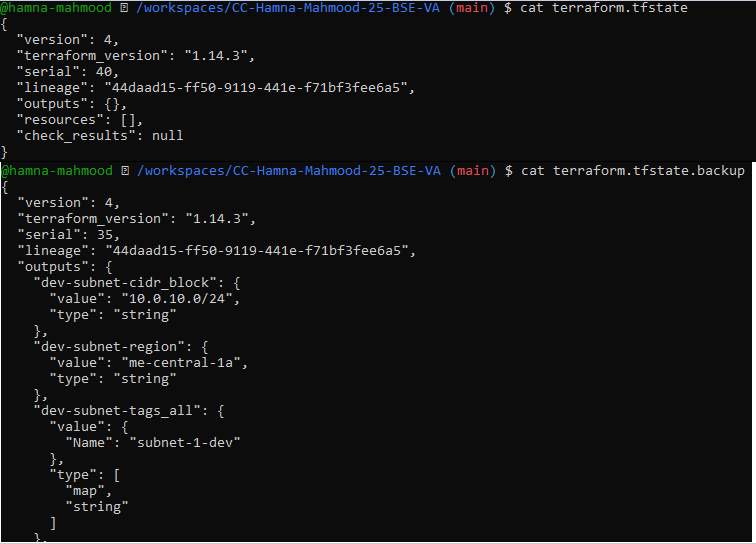 @hamna-mahmood /workspaces/CC-Hamna-Mahmood-25-BSE-VA (main) $ cat terraform.tfstate
{
  "version": 4,
  "terraform_version": "1.14.3",
  "serial": 40,
  "lineage": "44daad15-ff50-9119-441e-f71bf3fee6a5",
  "outputs": {},
  "resources": [],
  "check_results": null
}
@hamna-mahmood /workspaces/CC-Hamna-Mahmood-25-BSE-VA (main) $ cat terraform.tfstate.backup
{
  "version": 4,
  "terraform_version": "1.14.3",
  "serial": 35,
  "lineage": "44daad15-ff50-9119-441e-f71bf3fee6a5",
  "outputs": {
    "dev-subnet-cidr_block": {
      "value": "10.0.10.0/24",
      "type": "string"
    },
    "dev-subnet-region": {
      "value": "me-central-1a",
      "type": "string"
    },
    "dev-subnet-tags_all": {
      "value": {
        "Name": "subnet-1-dev"
      },
      "type": [
        "map",
        "string"
      ]
    },